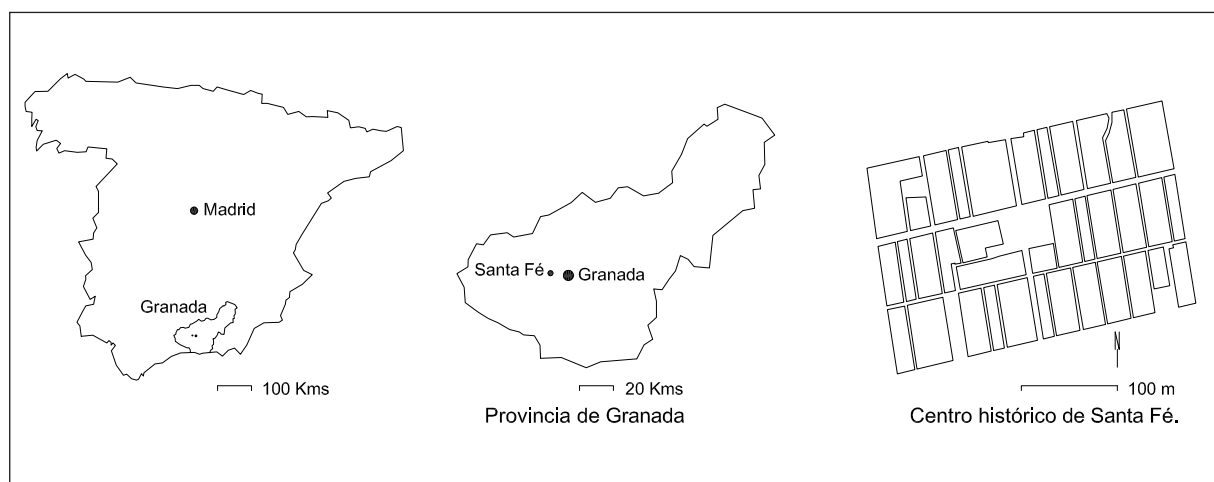 Madrid
Granada
100 Kms
Santa Fé
Granada
20 Kms
Provincia de Granada
N
100 m
Centro histórico de Santa Fé.